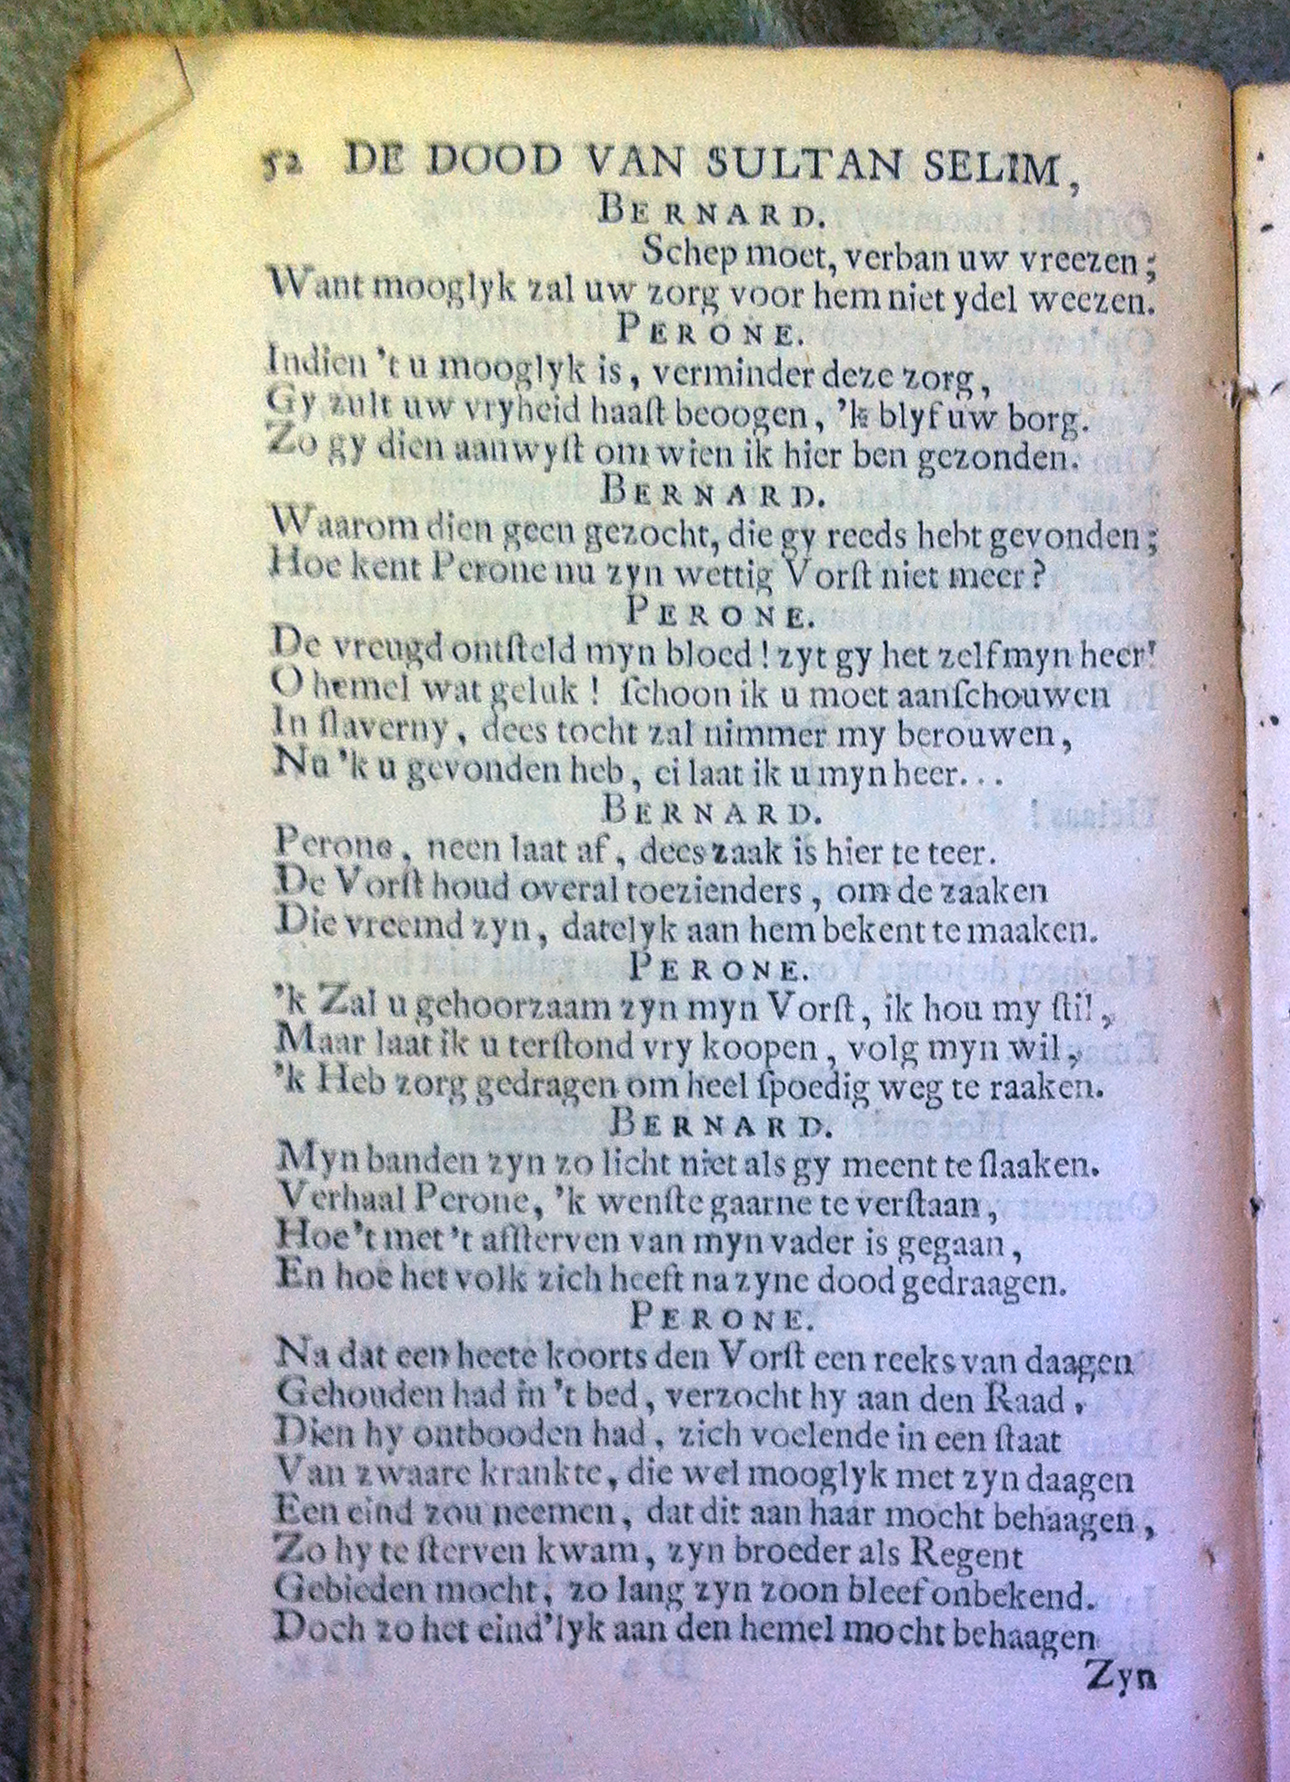 52 DE DOOD VAN SULTAN SELIM,
BERNARD.
Schep moet, verban uw vreezen;
Want mooglyk zal uw zorg voor hem niet ydel weezen.
PERONE.
Indien 't u mooglyk is, verminder deze zorg,
Gy zult uw vryheid haaſt beoogen, 'k blyf uw borg.
Zo gy dien aanwyſt om wien ik hier ben gezonden.
BERNARD.
Waarom dien geen gezocht, die gy reeds hebt gevonden;
Hoe kent Perone nu zyn wettig Vorſt niet meer?
PERONE.
De vreugd ontſteld myn bloed! zyt gy het zelf myn heer!
O hemel wat geluk! ſchoon ik u moet aanſchouwen
In ſlaverny, dees tocht zal nimmer my berouwen,
Nu 'k u gevonden heb, ei laat ik u myn heer...
BERNARD.
Perone, neen laat af, dees zaak is hier te teer.
De Vorſt houd overal toezienders, om de zaaken
Die vreemd zyn, datelyk aan hem bekent te maaken.
PERONE.
'k Zal u gehoorzaam zyn myn Vorſt, ik hou my ſtil,
Maar laat ik u terſtond vry koopen, volg myn wil,
'k Heb zorg gedragen om heel ſpoedig weg te raaken.
BERNARD.
Myn banden zyn zo licht niet als gy meent te ſlaaken.
Verhaal Perone, 'k wenſte gaarne te verſtaan,
Hoe 't met 't afſterven van myn vader is gegaan,
En hoe het volk zich heeft na zyne dood gedraagen.
PERONE.
Na dat een heete koorts den Vorſt een reeks van daagen
Gehouden had in 't bed, verzocht hy aan den Raad,
Dien hy ontbooden had, zich voelende in een ſtaat
Van zwaare krankte, die wel mooglyk met zyn daagen
Een eind zou neemen, dat dit aan haar mocht behaagen,
Zo hy te ſterven kwam, zyn broeder als Regent
Gebieden mocht, zo lang zyn zoon bleef onbekend.
Doch zo het eind'lyk aan den hemel mocht behaagen
Zyn